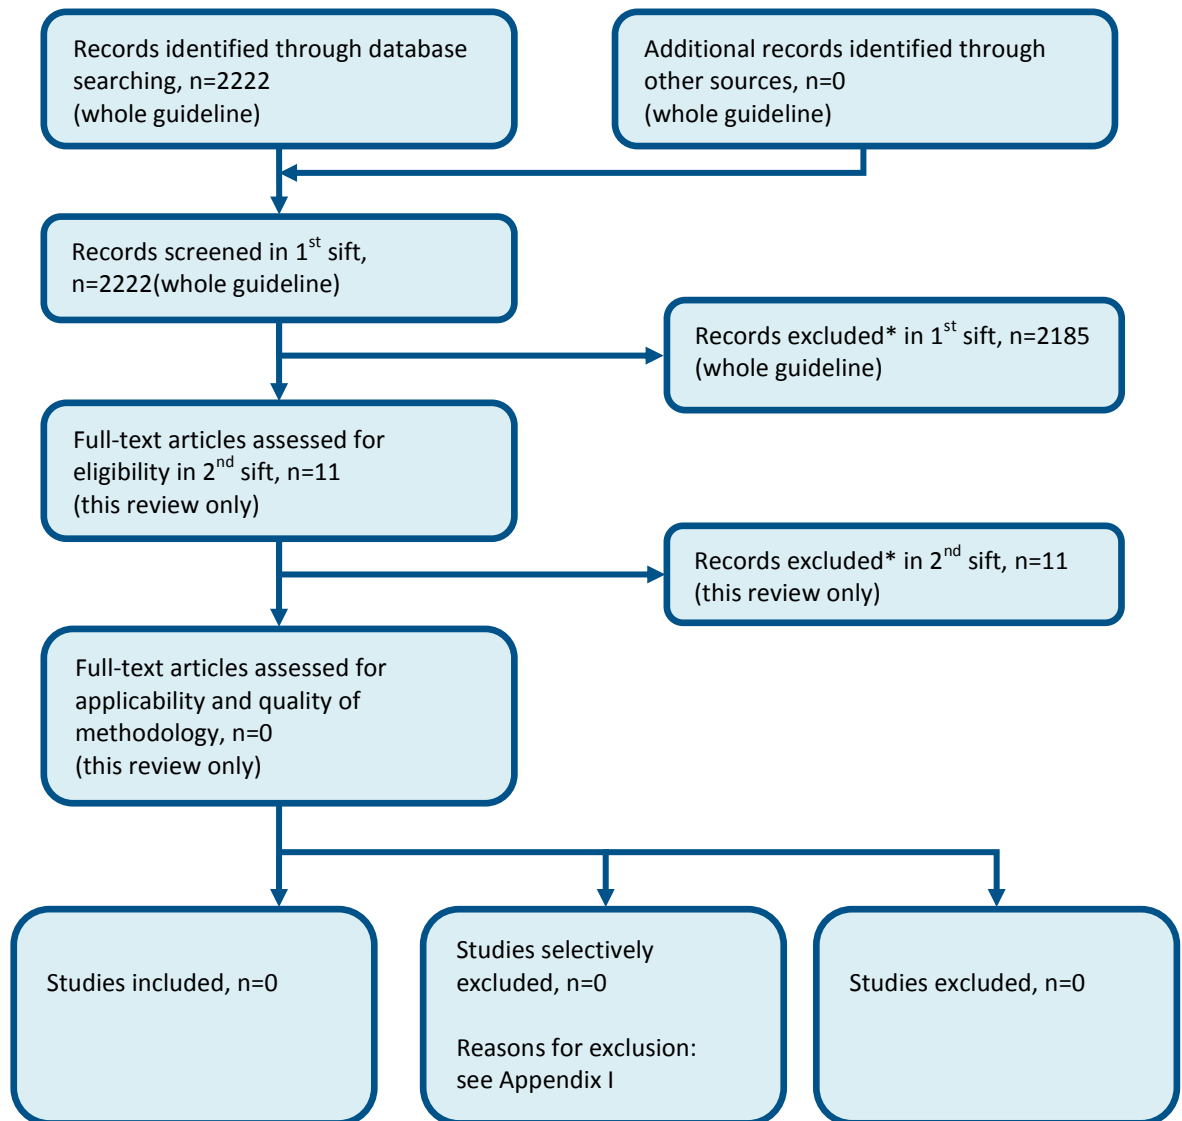 Records identified through database
searching, n=2222
(whole guideline)
Additional records identified through
other sources, n=0
(whole guideline)
Records screened in 1st sift,
n=2222(whole guideline)
Records excluded* in 1st sift, n=2185
(whole guideline)
Full-text articles assessed for
eligibility in 2nd sift, n=11
(this review only)
Records excluded* in 2nd sift, n=11
(this review only)
Full-text articles assessed for
applicability and quality of
methodology, n=0
(this review only)
Studies included, n=0
Studies selectively
excluded, n=0
Reasons for exclusion:
see Appendix I
Studies excluded, n=0